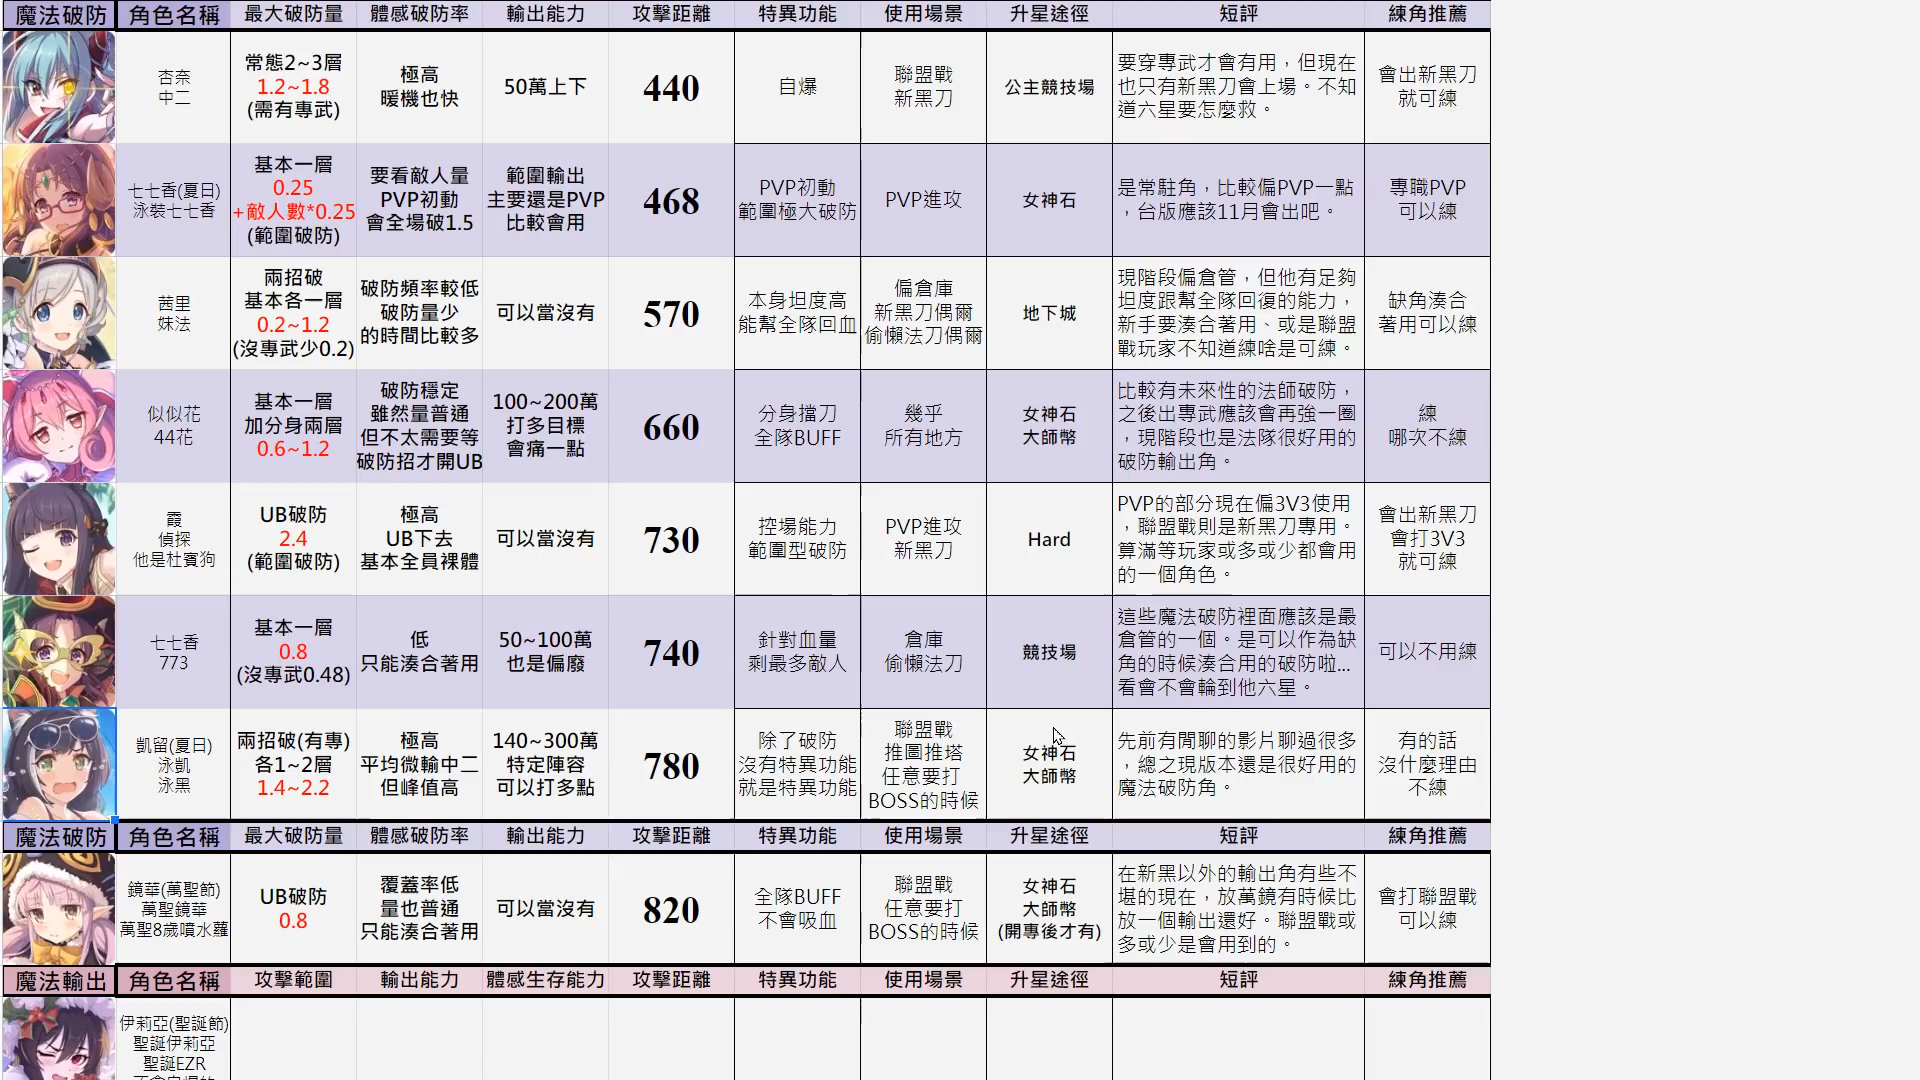 魔法破防 角色名稱 最大破防量 體感破防率 輸出能力 攻擊距離 特異功能 使用場景 升星途徑 短評 練角推薦
杏奈
中二
常態2~3層
1.2~1.8
(需有專武)
極高
暖機也快
50萬上下
440
自爆
聯盟戰
新黑刀
公主競技場
要穿專武才會有用，但現在
也只有新黑刀會上場。不知
道六星要怎麼救。
會出新黑刀
就可練
七七香(夏日)
泳裝七七香
基本一層
0.25
+敵人數*0.25
(範圍破防)
要看敵人量
PVP初動
會全場破1.5
範圍輸出
主要還是PVP
比較會用
468
PVP初動
範圍極大破防
PVP進攻
女神石
是常駐角，比較偏PVP一點
，台版應該11月會出吧。
專職PVP
可以練
茜里
妹法
兩招破
基本各一層
0.2~1.2
(沒專武少0.2)
破防頻率較低
破防量少
的時間比較多
可以當沒有
570
本身坦度高
能幫全隊回血
偏倉庫
新黑刀偶爾
偷懶法刀偶爾
地下城
現階段偏倉管，但他有足夠
坦度跟幫全隊回復的能力，
新手要湊合著用、或是聯盟
戰玩家不知道練啥是可練。
缺角湊合
著用可以練
似似花
44花
基本一層
加分身兩層
0.6~1.2
破防穩定
雖然量普通
但不太需要等
破防招才開UB
100~200萬
打多目標
會痛一點
660
分身擋刀
全隊BUFF
幾乎
所有地方
女神石
大師幣
比較有未來性的法師破防，
之後出專武應該會再強一圈
，現階段也是法隊很好用的
破防輸出角。
練
哪次不練
霞
偵探
他是杜賓狗
UB破防
2.4
(範圍破防)
極高
UB下去
基本全員裸體
可以當沒有
730
控場能力
範圍型破防
PVP進攻
新黑刀
Hard
PVP的部分現在偏3V3使用
，聯盟戰則是新黑刀專用。
算滿等玩家或多或少都會用
的一個角色。
會出新黑刀
會打3V3
就可練
七七香
773
基本一層
0.8
(沒專武0.48)
低
只能湊合著用
50~100萬
也是偏廢
740
針對血量
剩最多敵人
倉庫
偷懶法刀
競技場
這些魔法破防裡面應該是最
倉管的一個。是可以作為缺
角的時候湊合用的破防啦...
看會不會輪到他六星。
可以不用練
凱留(夏日)
泳凱
泳黑
兩招破(有專)
各1~2層
1.4~2.2
極高
平均微輸中二
但峰值高
140~300萬
特定陣容
可以打多點
780
除了破防
沒有特異功能
就是特異功能
聯盟戰
推圖推塔
任意要打
BOSS的時候
女神石
大師幣
先前有閒聊的影片聊過很多
，總之現版本還是很好用的
魔法破防角。
有的話
沒什麼理由
不練
魔法破防 角色名稱 最大破防量 體感破防率 輸出能力 攻擊距離 特異功能 使用場景 升星途徑 短評 練角推薦
鏡華(萬聖節)
萬聖鏡華
萬聖8歲噴水蘿
UB破防
0.8
覆蓋率低
量也普通
只能湊合著用
可以當沒有
820
全隊BUFF
不會吸血
聯盟戰
任意要打
BOSS的時候
女神石
大師幣
(開專後才有)
在新黑以外的輸出角有些不
堪的現在，放萬鏡有時候比
放一個輸出還好。聯盟戰或
多或少是會用到的。
會打聯盟戰
可以練
魔法輸出 角色名稱 攻擊範圍 輸出能力 體感生存能力 攻擊距離 特異功能 使用場景 升星途徑 短評 練角推薦
伊莉亞(聖誕節)
聖誕伊莉亞
聖誕EZR